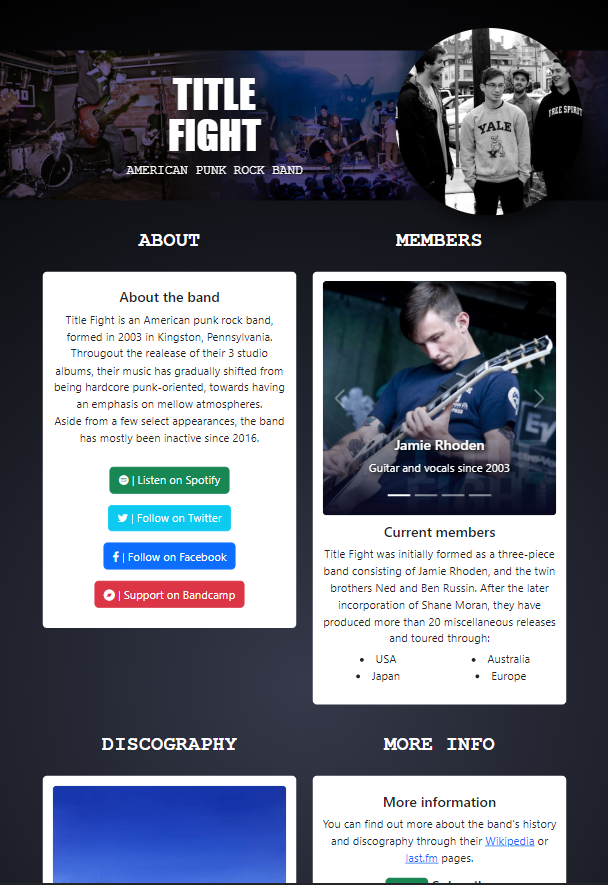 TITLE
FIGHT
AMERICAN PUNK ROCK BAND
YALE
FREE SPIRIT
ABOUT
About the band
Title Fight is an American punk rock band,
formed in 2003 in Kingston, Pennsylvania.
Througout the realease of their 3 studio
albums, their music has gradually shifted from
being hardcore punk-oriented, towards having
an emphasis on mellow atmospheres.
Aside from a few select appearances, the band
has mostly been inactive since 2016.
| Listen on Spotify
| Follow on Twitter
| Follow on Facebook
| Support on Bandcamp
MEMBERS
Jamie Rhoden
Guitar and vocals since 2003
Current members
Title Fight was initially formed as a three-piece
band consisting of Jamie Rhoden, and the twin
brothers Ned and Ben Russin. After the later
incorporation of Shane Moran, they have
produced more than 20 miscellaneous releases
and toured through:
• USA
• Japan
• Australia
• Europe
DISCOGRAPHY
MORE INFO
More information
You can find out more about the band's history
and discography through their Wikipedia or
last.fm pages.